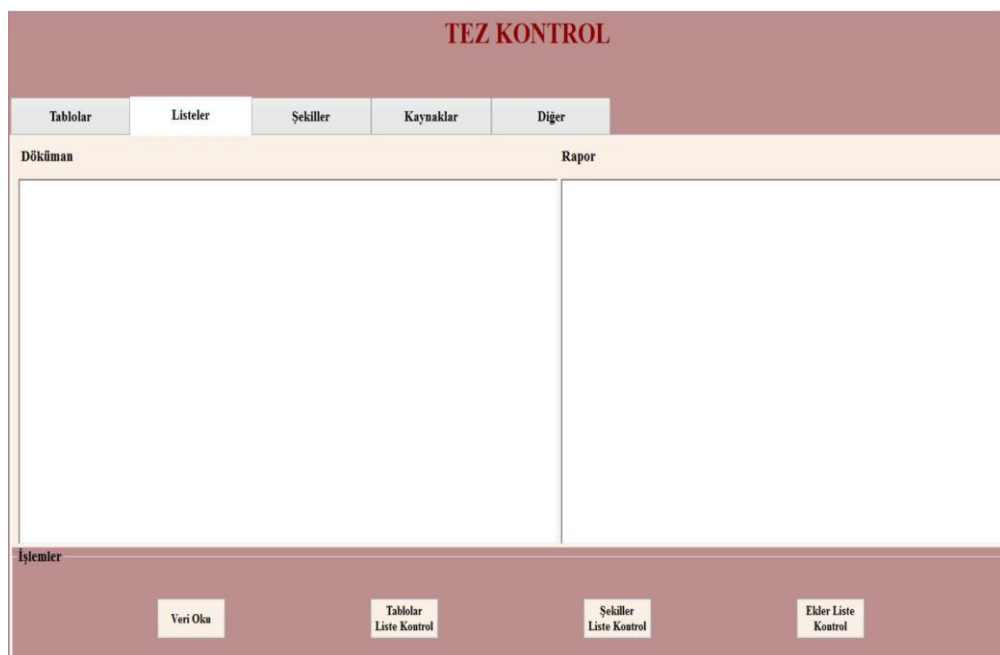 TEZ KONTROL
Tablolar Listeler Şekiller Kaynaklar Diğer
Döküman Rapor
İşlemler
Veri Oku
Tablolar
Liste Kontrol
Şekiller
Liste Kontrol
Ekler Liste
Kontrol